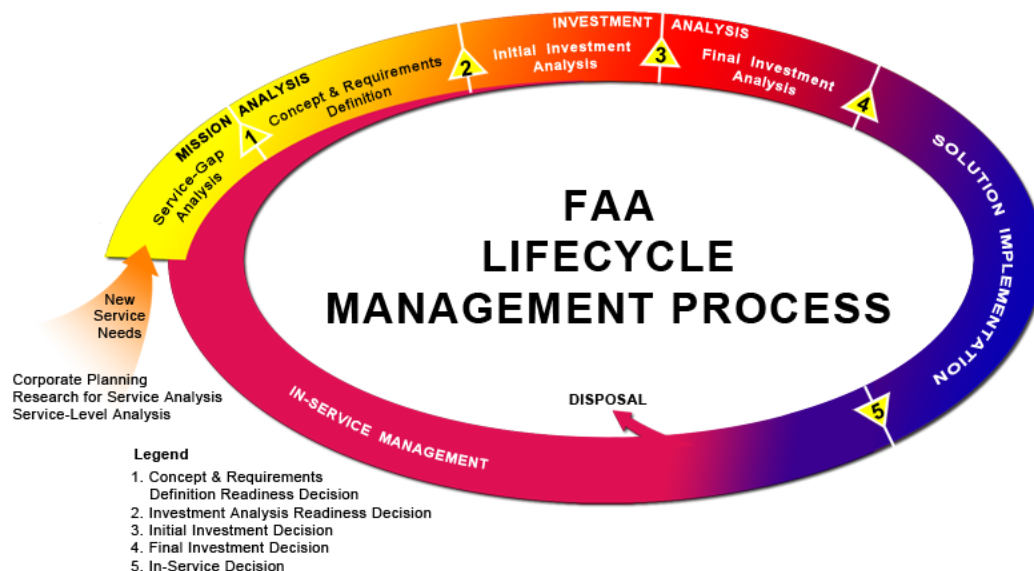 INVESTMENT ANALYSIS
MISSION ANALYSIS
Service-Gap
Analysis
1
Concept & Requirements
Definition
2
Initial Investment
Analysis
3
Final Investment
Analysis
4
SOLUTION IMPLEMENTATION
5
FAA
LIFECYCLE
MANAGEMENT PROCESS
DISPOSAL
IN-SERVICE MANAGEMENT
New
Service
Needs
Corporate Planning
Research for Service Analysis
Service-Level Analysis
Legend
1. Concept & Requirements
Definition Readiness Decision
2. Investment Analysis Readiness Decision
3. Initial Investment Decision
4. Final Investment Decision
5. In-Service Decision